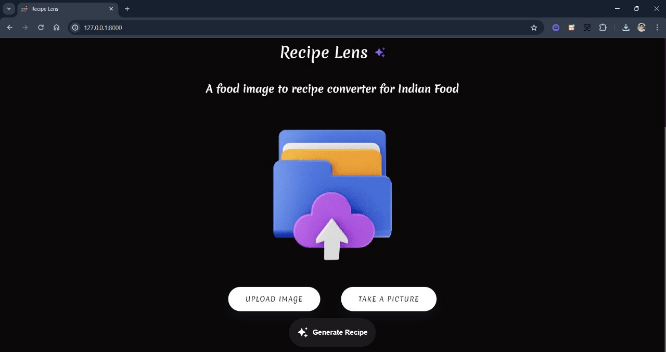 Recipe Lens
127.0.0.1:8000
Recipe Lens
A food image to recipe converter for Indian Food
UPLOAD IMAGE
TAKE A PICTURE
Generate Recipe